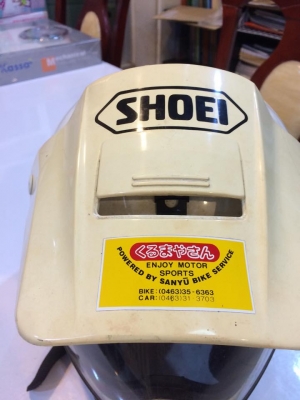 SHOEI
くるまやさん
ENJOY MOTOR
SPORTS
POWERED BY SANYÛ BIKE SERVICE
BIKE:(0463)35-6363
CAR:(0463)31 3703